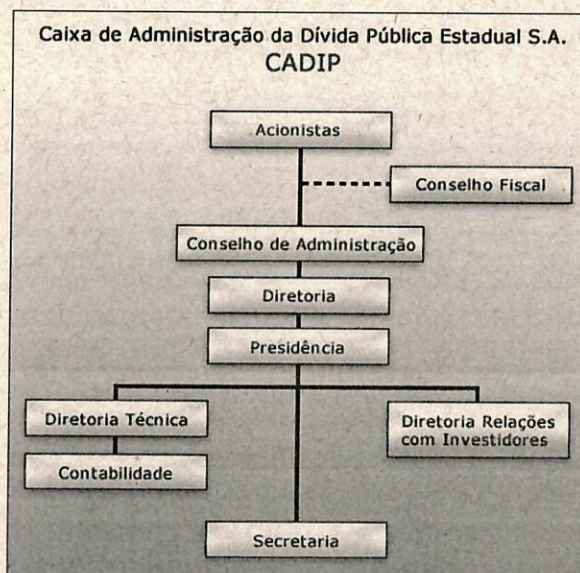 Caixa de Administração da Dívida Pública Estadual S.A.
CADIP
Acionistas
Conselho Fiscal
Conselho de Administração
Diretoria
Presidência
Diretoria Técnica
Diretoria Relações
com Investidores
Contabilidade
Secretaria